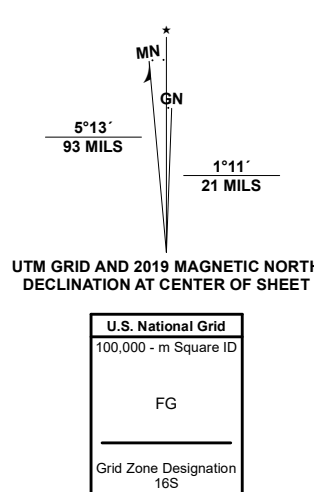 ★
MN
GN
5°13´
93 MILS
1°11´
21 MILS
UTM GRID AND 2019 MAGNETIC NORTH
DECLINATION AT CENTER OF SHEET
U.S. National Grid
100,000 - m Square ID
FG
Grid Zone Designation
16S